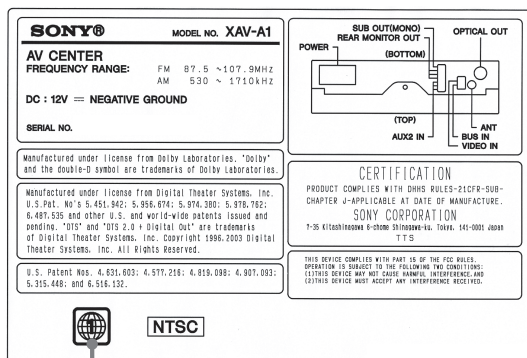 SONY®
MODEL NO. XAV-A1
AV CENTER
FREQUENCY RANGE: FM 87.5 ~107.9MHz
AM 530 ~ 1710kHz
DC : 12V ⎓ NEGATIVE GROUND
SERIAL NO.
Manufactured under license from Dolby Laboratories. "Dolby"
and the double-D symbol are trademarks of Dolby Laboratories.
Manufactured under license from Digital Theater Systems, Inc.
U.S.Pat. No's 5.451.942; 5.956.674; 5.974.380; 5.978.762;
6.487.535 and other U.S. and world-wide patents issued and
pending. "DTS" and "DTS 2.0 + Digital Out" are trademarks
of Digital Theater Systems, Inc. Copyright 1996.2003 Digital
Theater Systems, Inc. All Rights Reserved.
U.S. Patent Nos. 4.631.603; 4.577.216; 4.819.098; 4.907.093;
5.315.448; and 6.516.132.
1
NTSC
SUB OUT(MONO)
REAR MONITOR OUT
OPTICAL OUT
POWER
(BOTTOM)
(TOP)
AUX2 IN
ANT
BUS IN
VIDEO IN
CERTIFICATION
PRODUCT COMPLIES WITH DHHS RULES-21CFR-SUB-
CHAPTER J-APPLICABLE AT DATE OF MANUFACTURE.
SONY CORPORATION
7-35 Kitashinagawa 6-chome Shinagawa-ku, Tokyo, 141-0001 Japan
TTS
THIS DEVICE COMPLIES WITH PART 15 OF THE FCC RULES.
OPERATION IS SUBJECT TO THE FOLLOWING TWO CONDITIONS:
(1)THIS DEVICE MAY NOT CAUSE HARMFUL INTERFERENCE,AND
(2)THIS DEVICE MUST ACCEPT ANY INTERFERENCE RECEIVED,